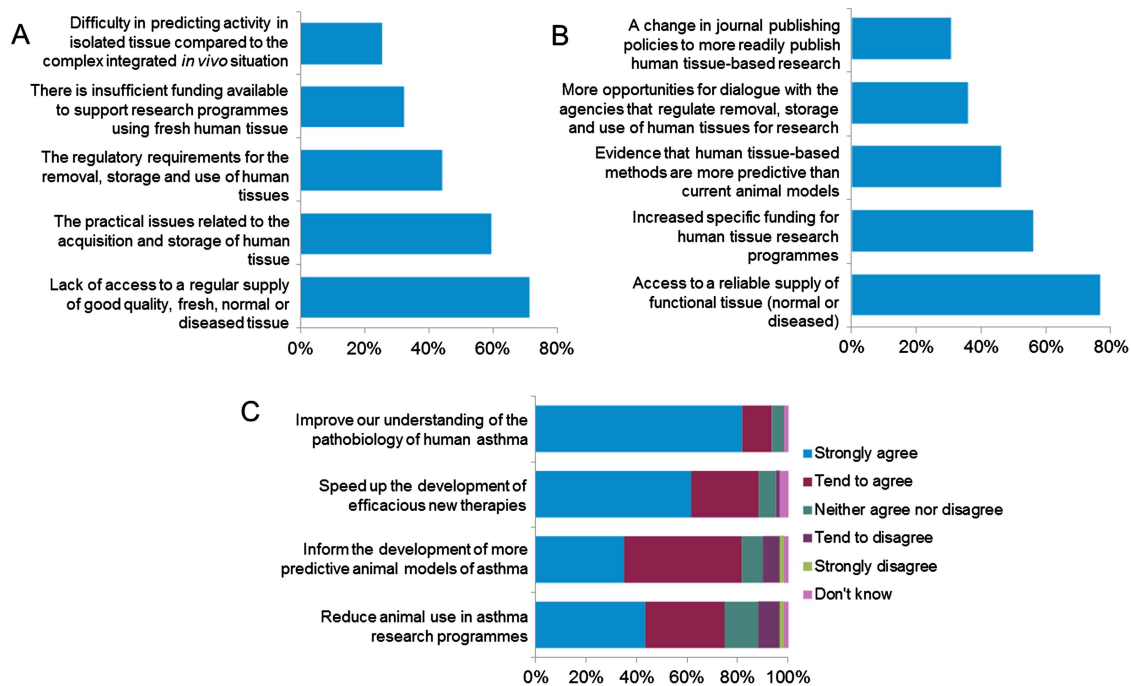 A
Difficulty in predicting activity in
isolated tissue compared to the
complex integrated in vivo situation
There is insufficient funding available
to support research programmes
using fresh human tissue
The regulatory requirements for the
removal, storage and use of human
tissues
The practical issues related to the
acquisition and storage of human
tissue
Lack of access to a regular supply
of good quality, fresh, normal or
diseased tissue
0% 20% 40% 60% 80%
B
A change in journal publishing
policies to more readily publish
human tissue-based research
More opportunities for dialogue with the
agencies that regulate removal, storage
and use of human tissues for research
Evidence that human tissue-based
methods are more predictive than
current animal models
Increased specific funding for
human tissue research
programmes
Access to a reliable supply of
functional tissue (normal or
diseased)
0% 20% 40% 60% 80%
C
Improve our understanding of the
pathobiology of human asthma
Speed up the development of
efficacious new therapies
Inform the development of more
predictive animal models of asthma
Reduce animal use in asthma
research programmes
0% 20% 40% 60% 80% 100%
Strongly agree
Tend to agree
Neither agree nor disagree
Tend to disagree
Strongly disagree
Don't know